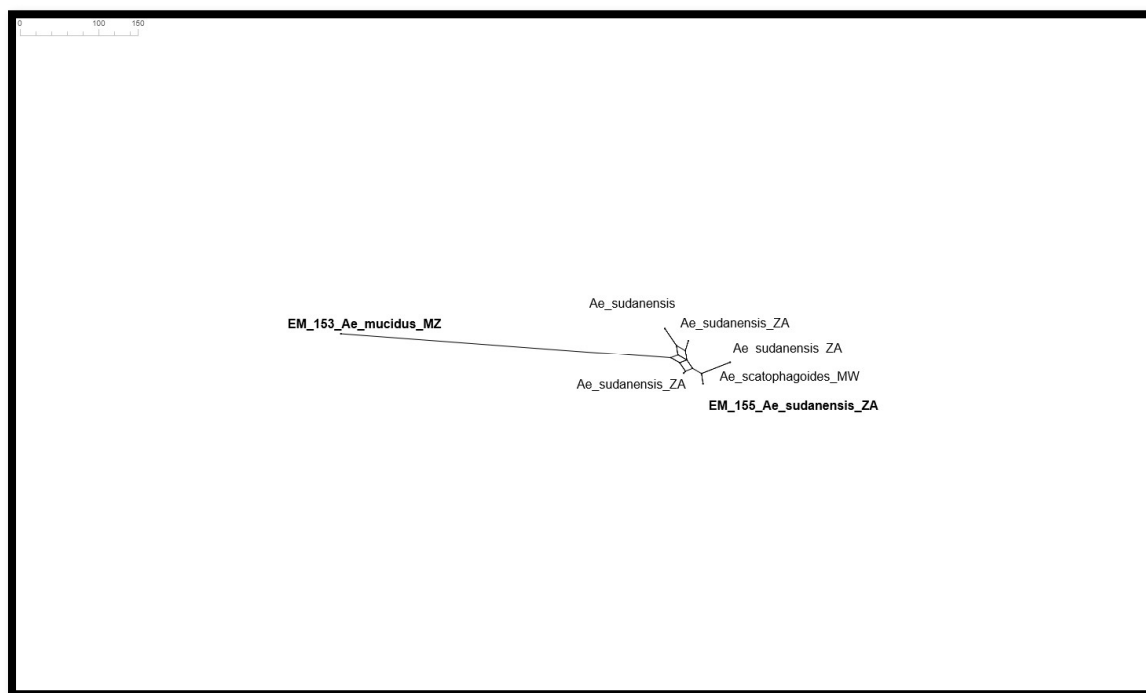 0 100 150
Ae_sudanensis
EM_153_Ae_mucidus_MZ
Ae_sudanensis_ZA
Ae sudanensis ZA
Ae_sudanensis_ZA
Ae_scatophagoides_MW
EM_155_Ae_sudanensis_ZA